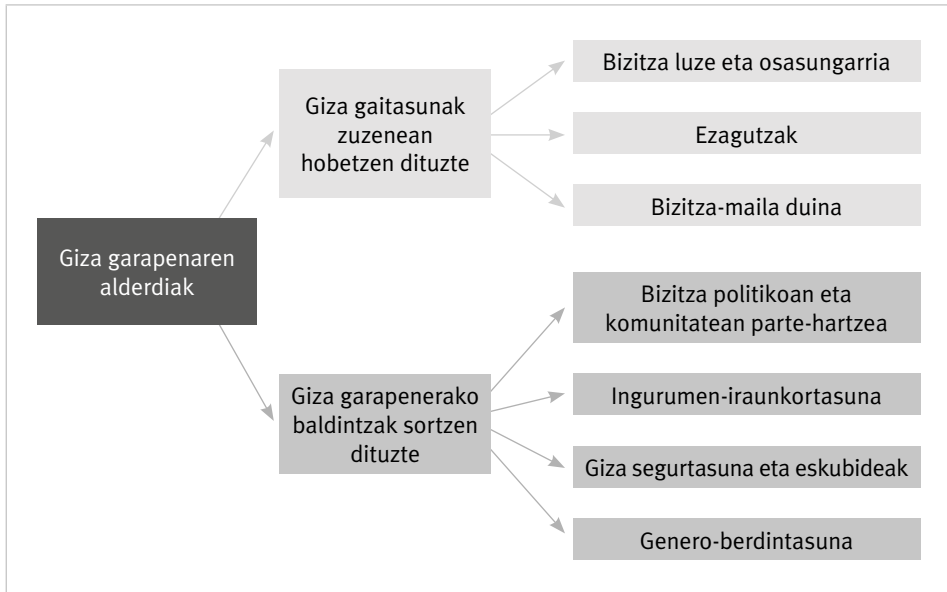 Giza garapenaren
alderdiak
Giza gaitasunak
zuzenean
hobetzen dituzte
Bizitza luze eta osasungarria
Ezagutzak
Bizitza-maila duina
Giza garapenerako
baldintzak sortzen
dituzte
Bizitza politikoan eta
komunitatean parte-hartzea
Ingurumen-iraunkortasuna
Giza segurtasuna eta eskubideak
Genero-berdintasuna